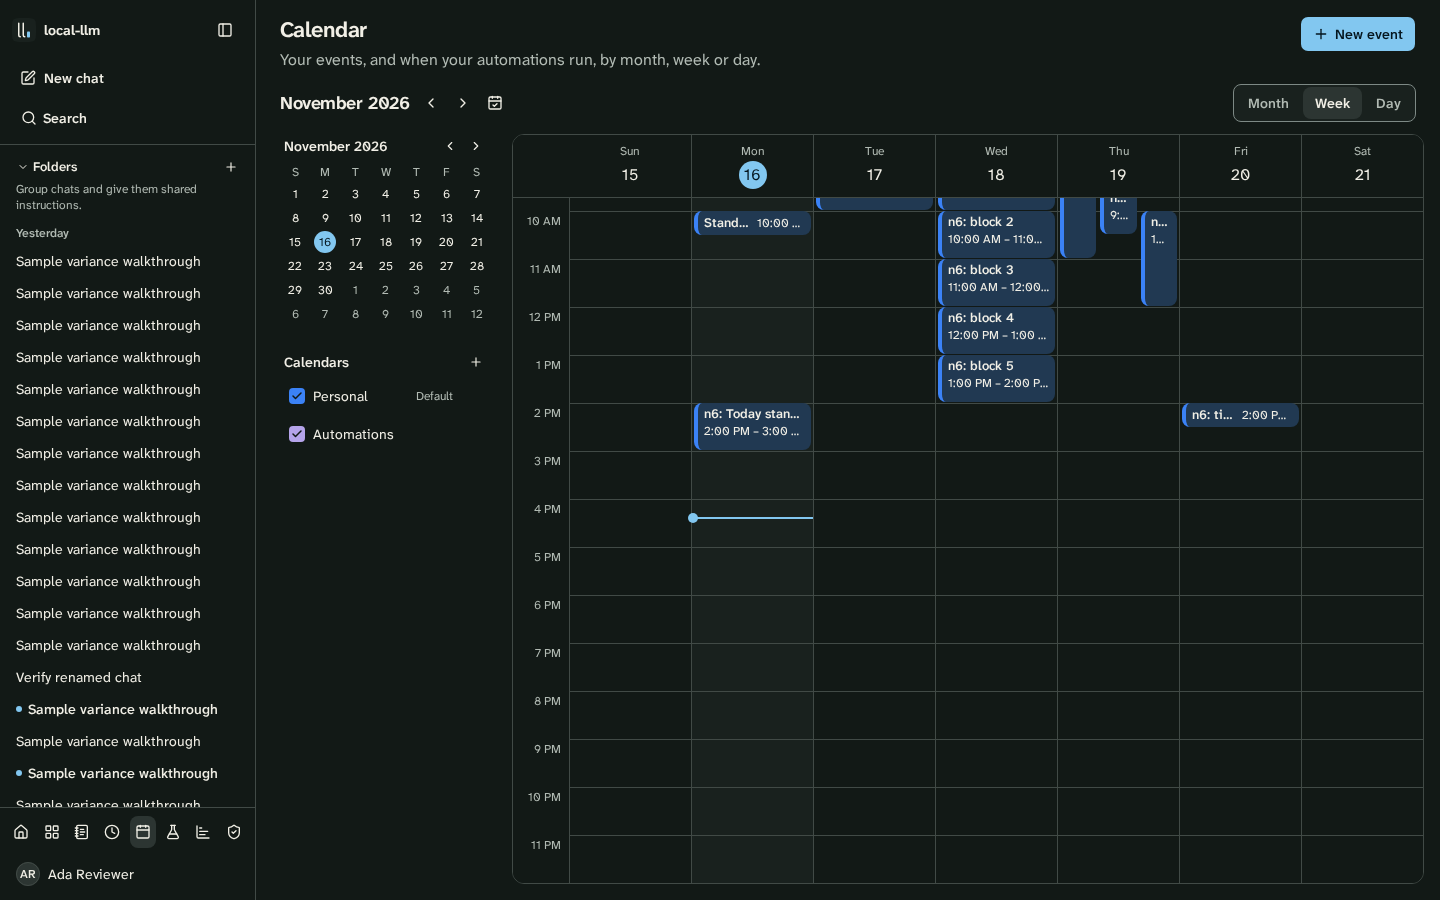 local-llm
New chat
Search
Folders
Group chats and give them shared
instructions.
Yesterday
Sample variance walkthrough
Sample variance walkthrough
Sample variance walkthrough
Sample variance walkthrough
Sample variance walkthrough
Sample variance walkthrough
Sample variance walkthrough
Sample variance walkthrough
Sample variance walkthrough
Sample variance walkthrough
Sample variance walkthrough
Sample variance walkthrough
Sample variance walkthrough
Verify renamed chat
Sample variance walkthrough
Sample variance walkthrough
Sample variance walkthrough
Sample variance walkthrough
AR Ada Reviewer
Calendar
Your events, and when your automations run, by month, week or day.
New event
November 2026
Month Week Day
November 2026
S M T W T F S
1 2 3 4 5 6 7
8 9 10 11 12 13 14
15 16 17 18 19 20 21
22 23 24 25 26 27 28
29 30 1 2 3 4 5
6 7 8 9 10 11 12
Calendars
Personal Default
Automations
Sun Mon Tue Wed Thu Fri Sat
15 16 17 18 19 20 21
n...
9:...
10 AM
Stand... 10:00 ...
n6: block 2
10:00 AM – 11:0...
n...
1...
11 AM
n6: block 3
11:00 AM – 12:00...
12 PM
n6: block 4
12:00 PM – 1:00 ...
1 PM
n6: block 5
1:00 PM – 2:00 P...
2 PM
n6: Today stan...
2:00 PM – 3:00 ...
n6: ti... 2:00 P...
3 PM
4 PM
5 PM
6 PM
7 PM
8 PM
9 PM
10 PM
11 PM